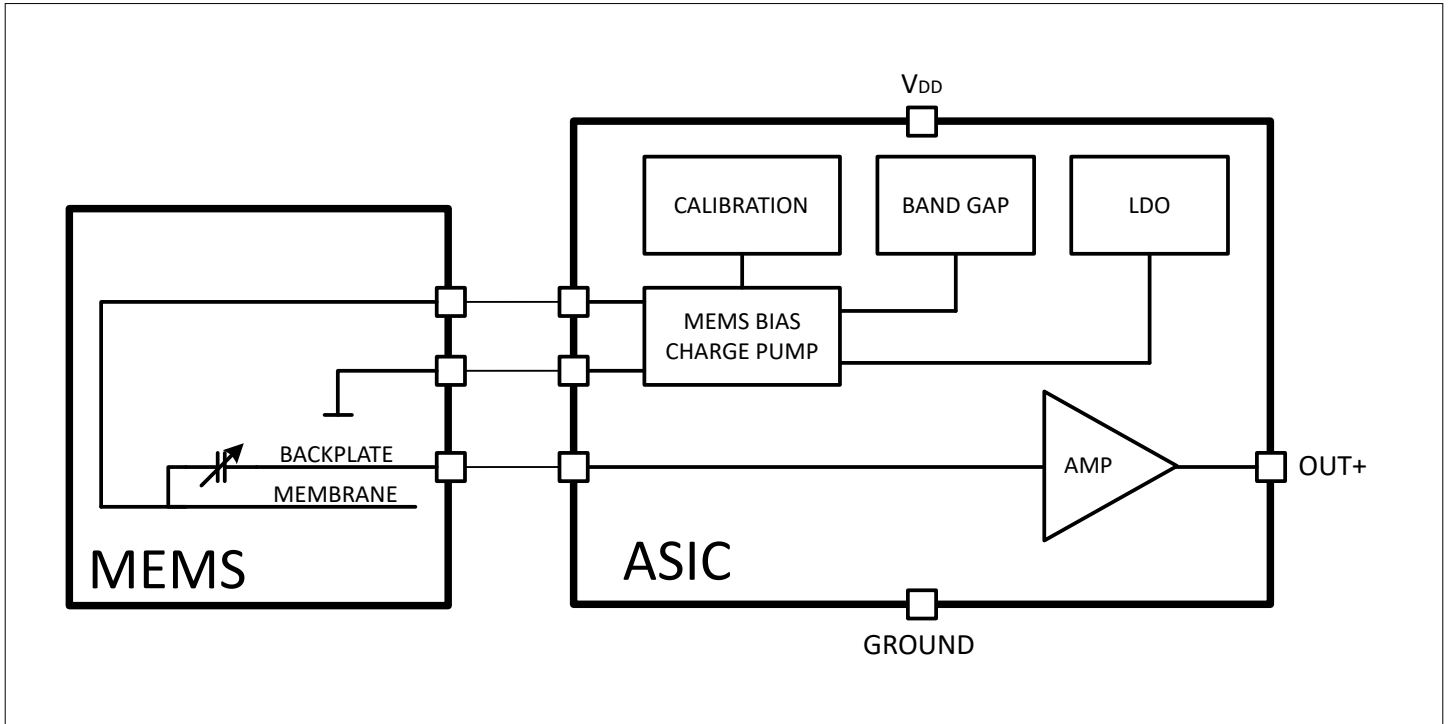 VDD
CALIBRATION
BAND GAP
LDO
MEMS BIAS
CHARGE PUMP
BACKPLATE
MEMBRANE
AMP
OUT+
MEMS
ASIC
GROUND